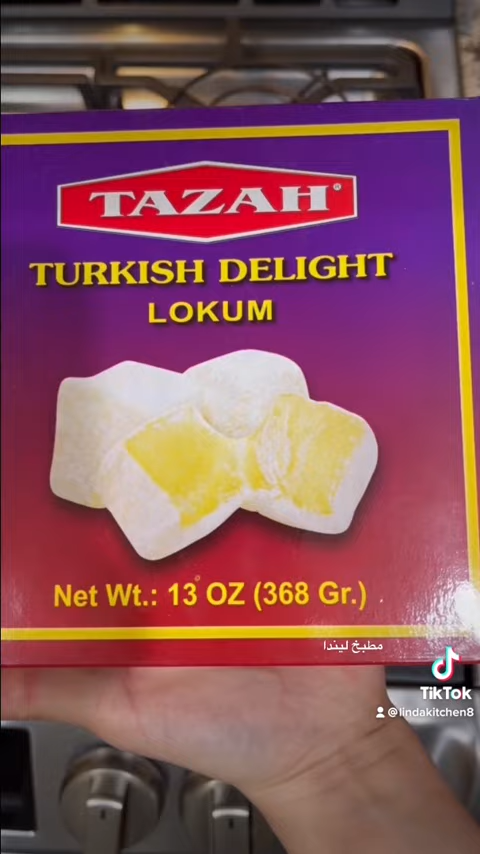 TAZAH®
TURKISH DELIGHT
LOKUM
Net Wt.: 13 OZ (368 Gr.)
مطبخ ليندا
TikTok
@lindakitchen8